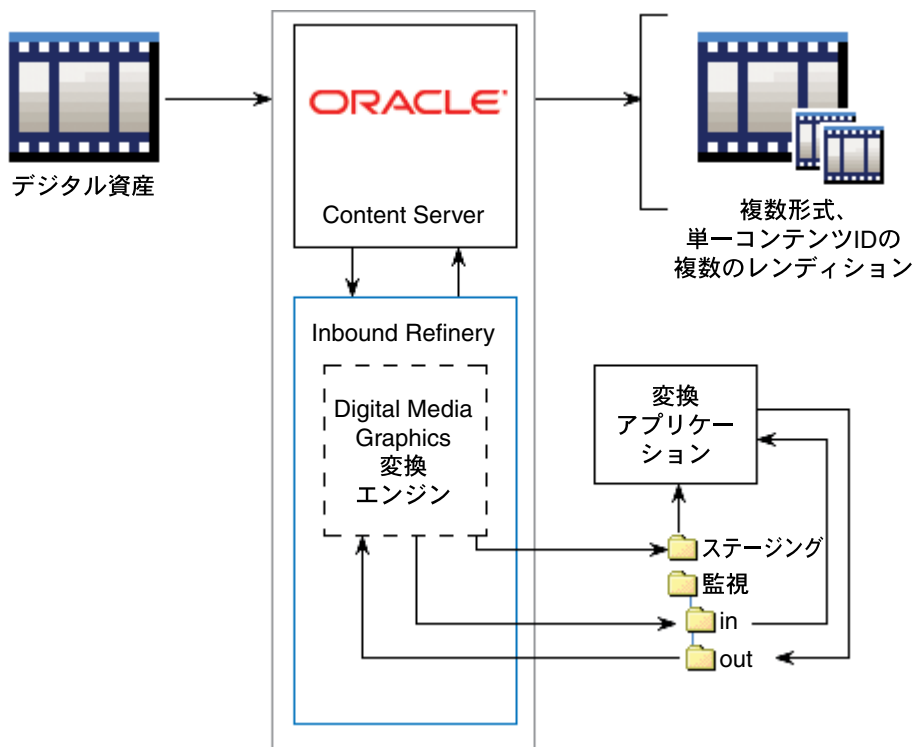 デジタル資産
ORACLE
Content Server
複数形式、
単一コンテンツIDの
複数のレンディション
Inbound Refinery
Digital Media
Graphics
変換
エンジン
変換
アプリケー
ション
ステージング
監視
in
out